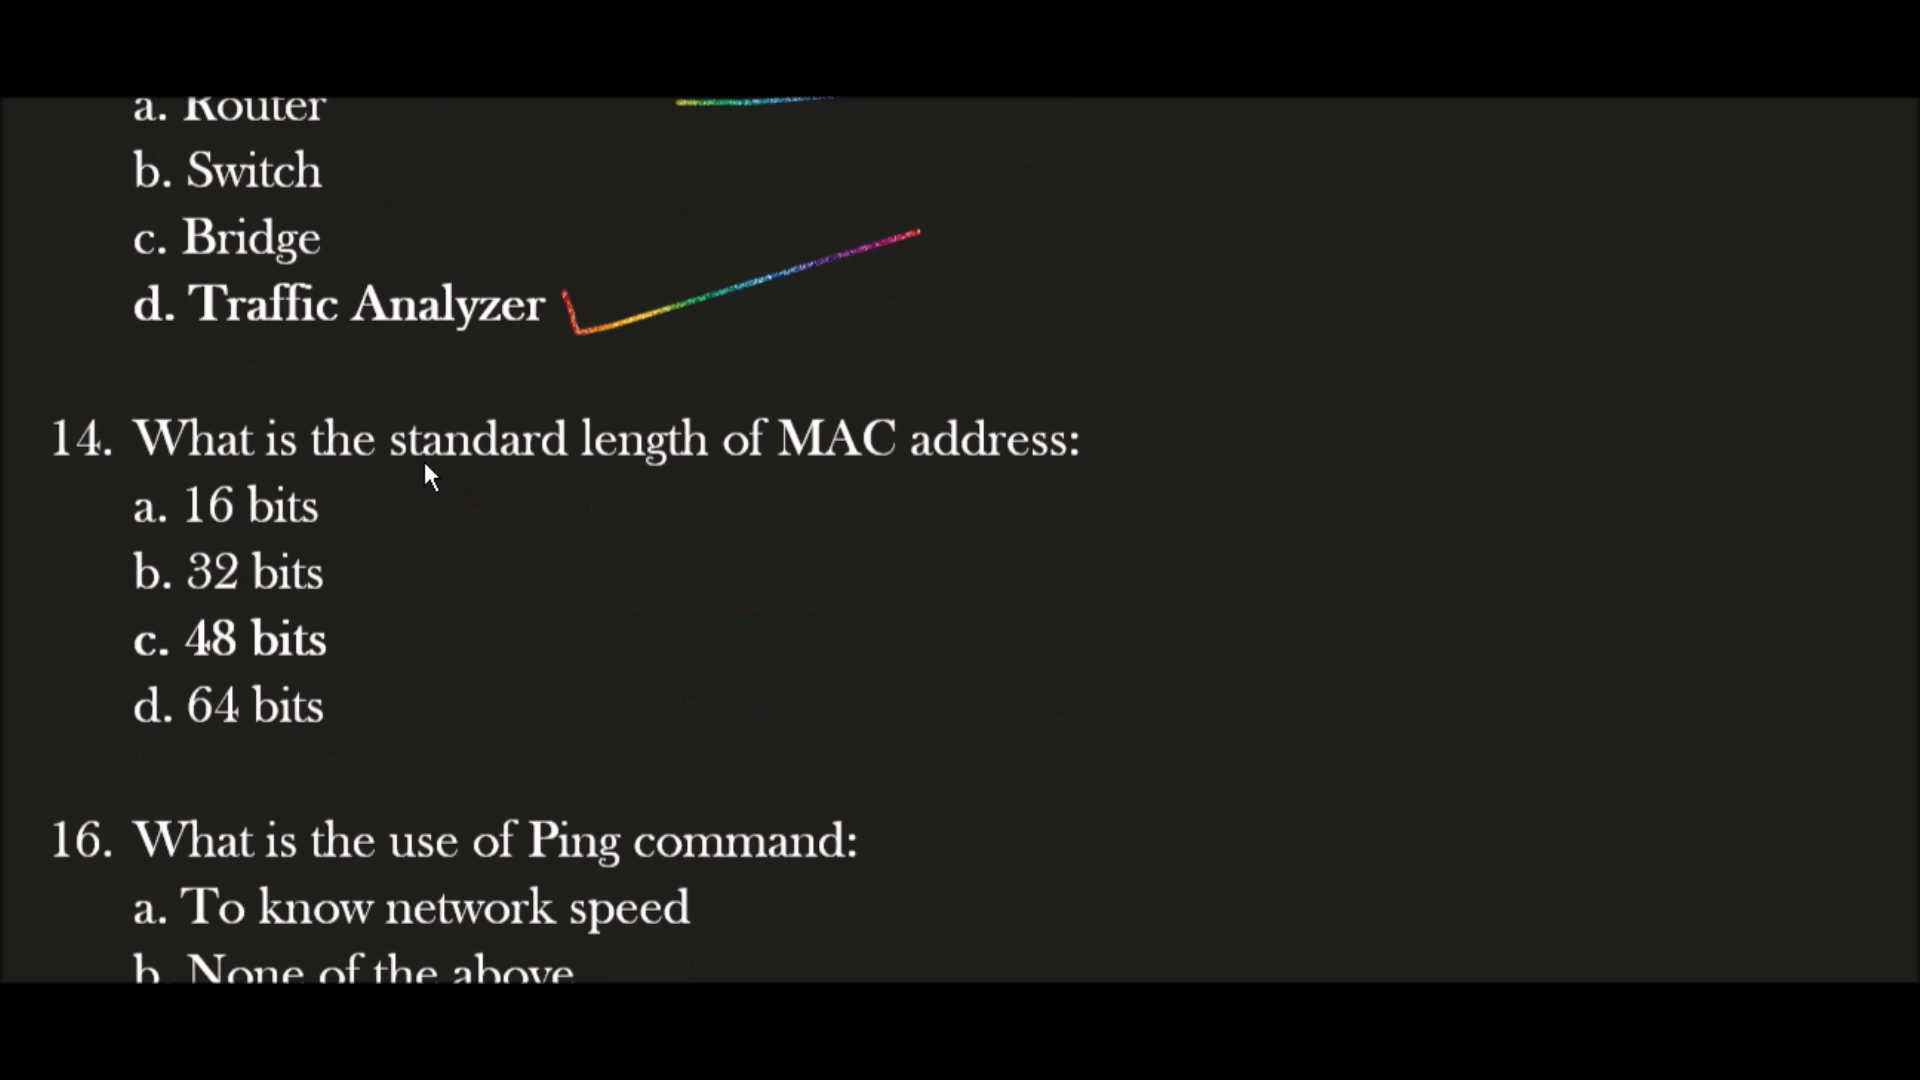 a. Router
b. Switch
c. Bridge
d. Traffic Analyzer
14. What is the standard length of MAC address:
a. 16 bits
b. 32 bits
c. 48 bits
d. 64 bits
16. What is the use of Ping command:
a. To know network speed
b. None of the above